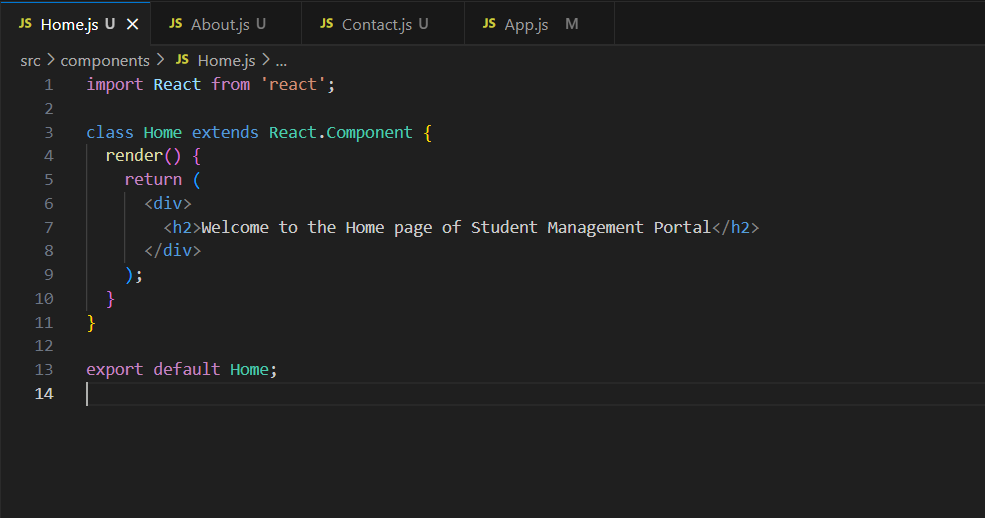 JS Home.js U × JS About.js U JS Contact.js U JS App.js M
src > components > JS Home.js > ...
1 import React from 'react';
2
3 class Home extends React.Component {
4   render() {
5     return (
6       <div>
7         <h2>Welcome to the Home page of Student Management Portal</h2>
8       </div>
9     );
10   }
11 }
12
13 export default Home;
14